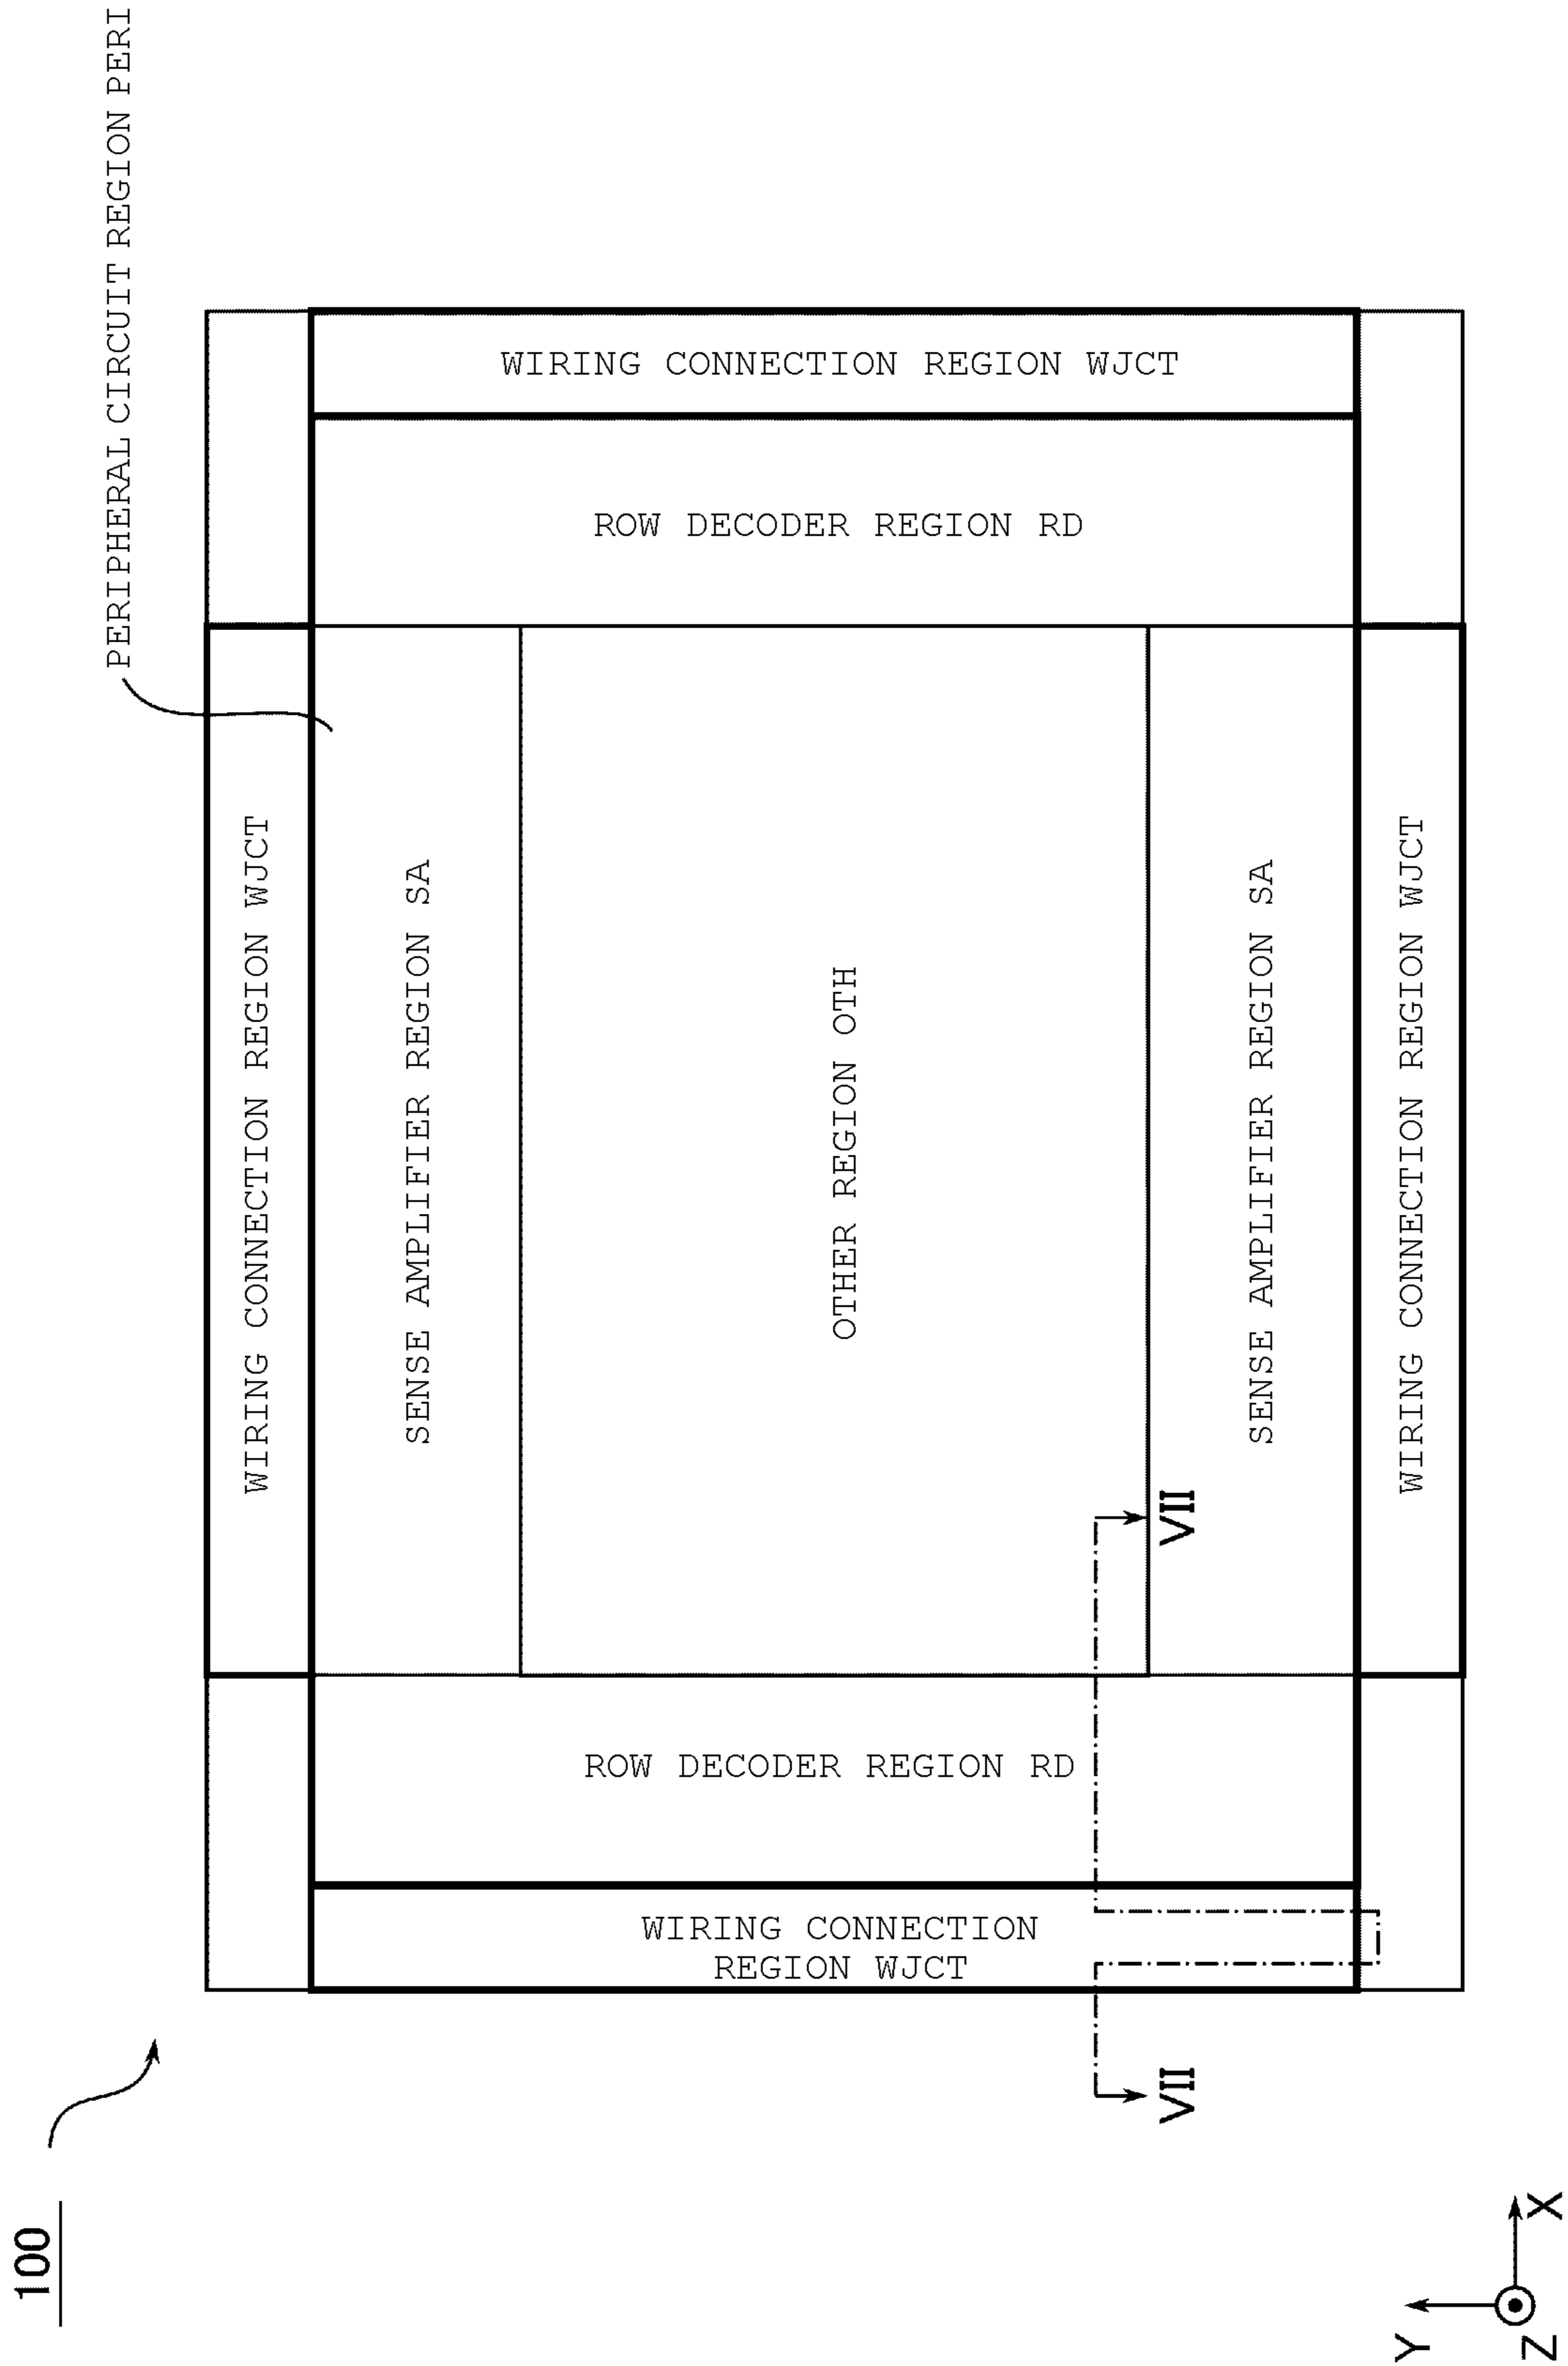 100
PERIPHERAL CIRCUIT REGION PERI
WIRING CONNECTION REGION WJCT
SENSE AMPLIFIER REGION SA
WIRING CONNECTION
REGION WJCT
ROW DECODER REGION RD
OTHER REGION OTH
ROW DECODER REGION RD
WIRING CONNECTION REGION WJCT
VII
VII
SENSE AMPLIFIER REGION SA
WIRING CONNECTION REGION WJCT
Y
Z
X